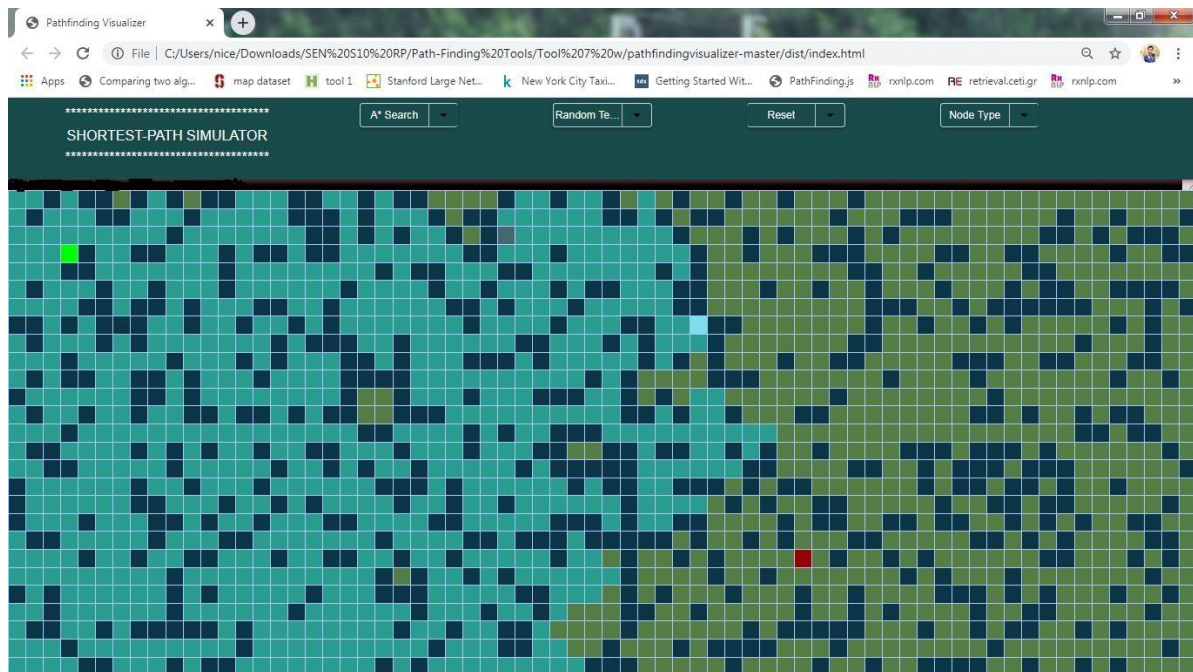 Pathfinding Visualizer
File | C:/Users/nice/Downloads/SEN%20S10%20RP/Path-Finding%20Tools/Tool%207%20w/pathfindingvisualizer-master/dist/index.html
Apps Comparing two alg... map dataset tool 1 Stanford Large Net... New York City Taxi... Getting Started Wit... PathFinding.js rxnlp.com retrieval.ceti.gr rxnlp.com »
*************************************
SHORTEST-PATH SIMULATOR
*************************************
A* Search Random Te... Reset Node Type